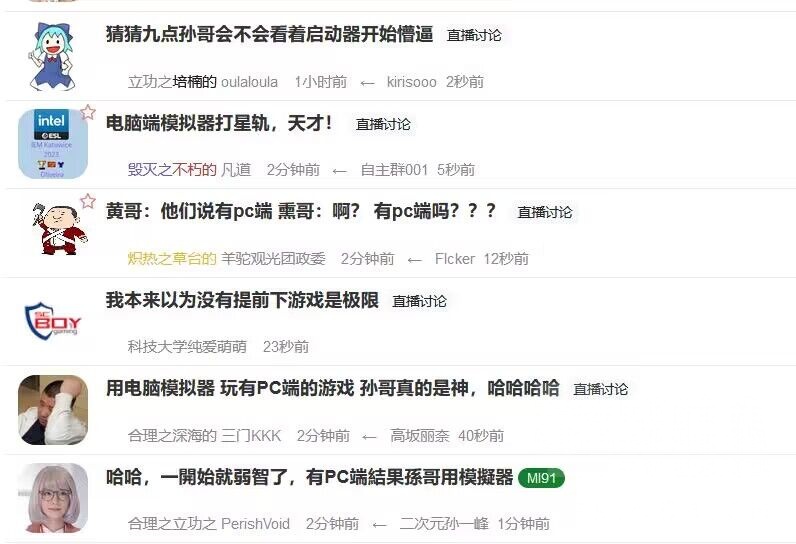 猜猜九点孙哥会不会看着启动器开始懵逼 直播讨论
立功之培楠的 oulaloula 1小时前 ← kirisooo 2秒前
intel
ESL
IEM Katowice
2023
Oliveira
电脑端模拟器打星轨，天才！ 直播讨论
毁灭之不朽的 凡道 2分钟前 ← 自主群001 5秒前
黄哥：他们说有pc端 熏哥：啊？ 有pc端吗？？？ 直播讨论
炽热之草台的 羊驼观光团政委 2分钟前 ← Flcker 12秒前
SC
BOY
gaming
我本来以为没有提前下游戏是极限 直播讨论
科技大学纯爱萌萌 23秒前
用电脑模拟器 玩有PC端的游戏 孙哥真的是神，哈哈哈哈 直播讨论
合理之深海的 三门KKK 2分钟前 ← 高坂丽奈 40秒前
哈哈，一開始就弱智了，有PC端結果孫哥用模擬器 MI91
合理之立功之 PerishVoid 2分钟前 ← 二次元孙一峰 1分钟前